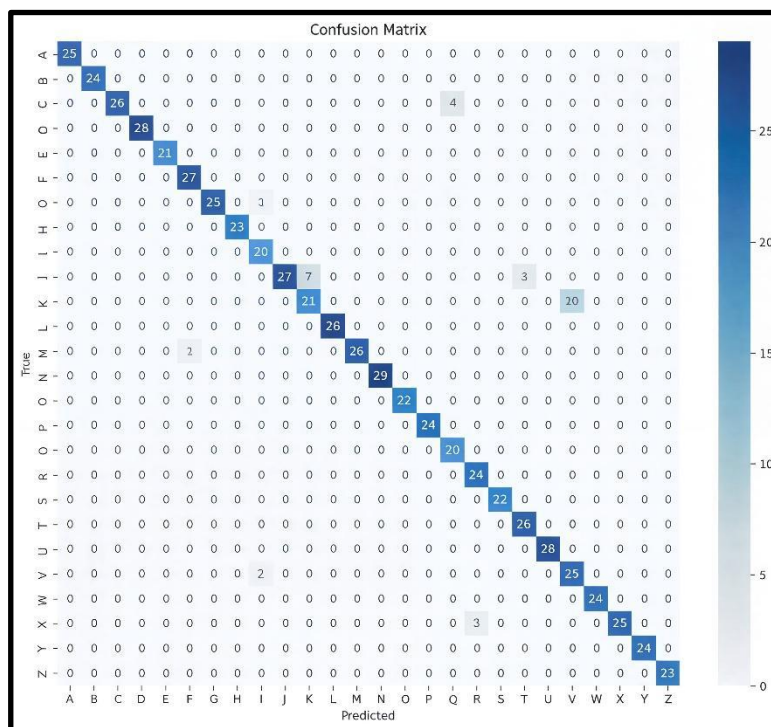 Confusion Matrix
A 25 0 0 0 0 0 0 0 0 0 0 0 0 0 0 0 0 0 0 0 0 0 0 0 0 0
B 0 24 0 0 0 0 0 0 0 0 0 0 0 0 0 0 0 0 0 0 0 0 0 0 0 0
C 0 0 26 0 0 0 0 0 0 0 0 0 0 0 0 0 4 0 0 0 0 0 0 0 0 0
O 0 0 0 28 0 0 0 0 0 0 0 0 0 0 0 0 0 0 0 0 0 0 0 0 0 0
E 0 0 0 0 21 0 0 0 0 0 0 0 0 0 0 0 0 0 0 0 0 0 0 0 0 0
F 0 0 0 0 0 27 0 0 0 0 0 0 0 0 0 0 0 0 0 0 0 0 0 0 0 0
O 0 0 0 0 0 0 25 0 1 0 0 0 0 0 0 0 0 0 0 0 0 0 0 0 0 0
H 0 0 0 0 0 0 0 23 0 0 0 0 0 0 0 0 0 0 0 0 0 0 0 0 0 0
I 0 0 0 0 0 0 0 0 20 0 0 0 0 0 0 0 0 0 0 0 0 0 0 0 0 0
J 0 0 0 0 0 0 0 0 0 27 7 0 0 0 0 0 0 0 0 3 0 0 0 0 0 0
K 0 0 0 0 0 0 0 0 0 0 21 0 0 0 0 0 0 0 0 0 0 20 0 0 0 0
L 0 0 0 0 0 0 0 0 0 0 0 26 0 0 0 0 0 0 0 0 0 0 0 0 0 0
M 0 0 0 0 0 2 0 0 0 0 0 0 26 0 0 0 0 0 0 0 0 0 0 0 0 0
N 0 0 0 0 0 0 0 0 0 0 0 0 0 29 0 0 0 0 0 0 0 0 0 0 0 0
O 0 0 0 0 0 0 0 0 0 0 0 0 0 0 22 0 0 0 0 0 0 0 0 0 0 0
P 0 0 0 0 0 0 0 0 0 0 0 0 0 0 0 24 0 0 0 0 0 0 0 0 0 0
O 0 0 0 0 0 0 0 0 0 0 0 0 0 0 0 0 20 0 0 0 0 0 0 0 0 0
R 0 0 0 0 0 0 0 0 0 0 0 0 0 0 0 0 0 24 0 0 0 0 0 0 0 0
S 0 0 0 0 0 0 0 0 0 0 0 0 0 0 0 0 0 0 22 0 0 0 0 0 0 0
T 0 0 0 0 0 0 0 0 0 0 0 0 0 0 0 0 0 0 0 26 0 0 0 0 0 0
U 0 0 0 0 0 0 0 0 0 0 0 0 0 0 0 0 0 0 0 0 28 0 0 0 0 0
V 0 0 0 0 0 0 0 0 2 0 0 0 0 0 0 0 0 0 0 0 0 25 0 0 0 0
W 0 0 0 0 0 0 0 0 0 0 0 0 0 0 0 0 0 0 0 0 0 0 24 0 0 0
X 0 0 0 0 0 0 0 0 0 0 0 0 0 0 0 0 0 3 0 0 0 0 0 25 0 0
Y 0 0 0 0 0 0 0 0 0 0 0 0 0 0 0 0 0 0 0 0 0 0 0 0 24 0
Z 0 0 0 0 0 0 0 0 0 0 0 0 0 0 0 0 0 0 0 0 0 0 0 0 0 23
A B C D E F G H I J K L M N O P Q R S T U V W X Y Z
True
Predicted
25
20
15
10
5
0